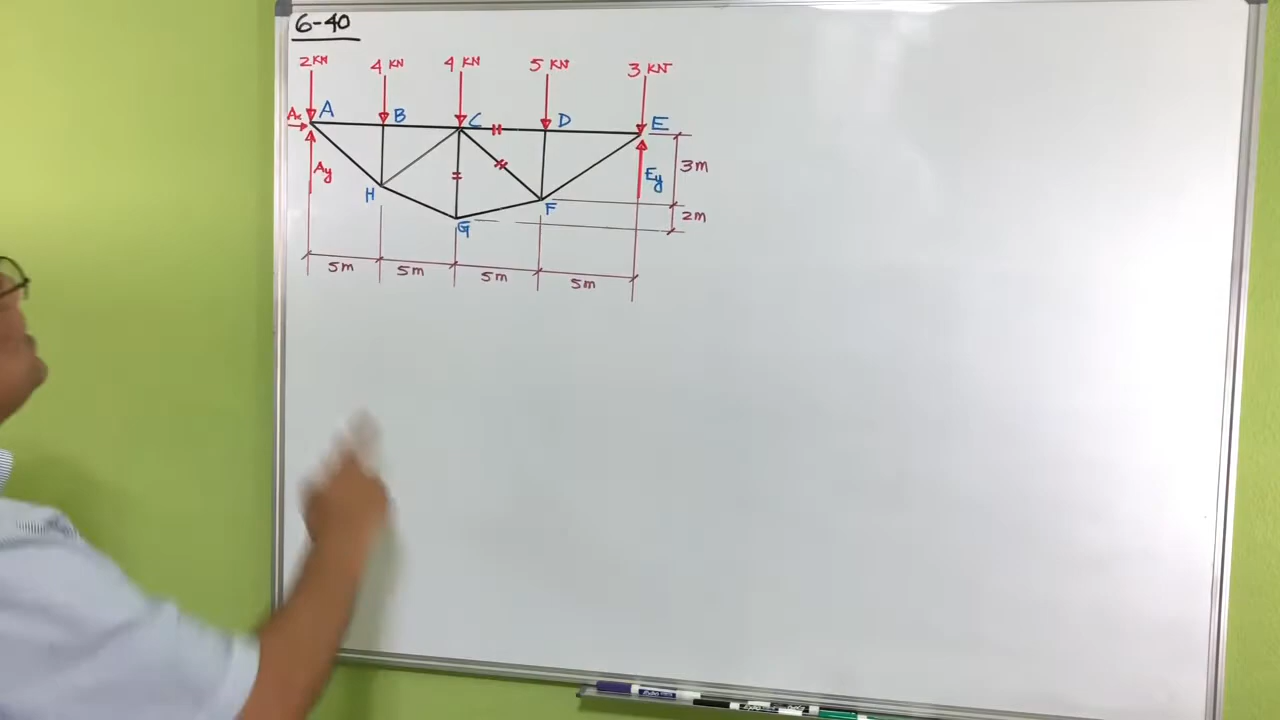 6-40
2KN 4 KN 4 KN 5 KN 3 KN
Ax A B C D E
Ay Ey 3m
H F 2m
G
5m 5m 5m 5m